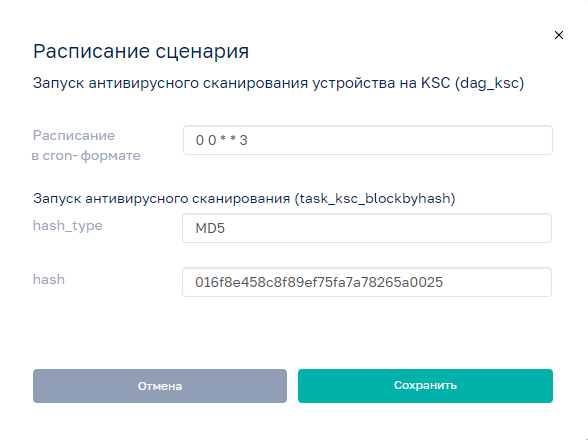 Расписание сценария
Запуск антивирусного сканирования устройства на KSC (dag_ksc)
Расписание
в cron-формате
0 0 * * 3
Запуск антивирусного сканирования (task_ksc_blockbyhash)
hash_type
MD5
hash
016f8e458c8f89ef75fa7a78265a0025
Отмена
Сохранить